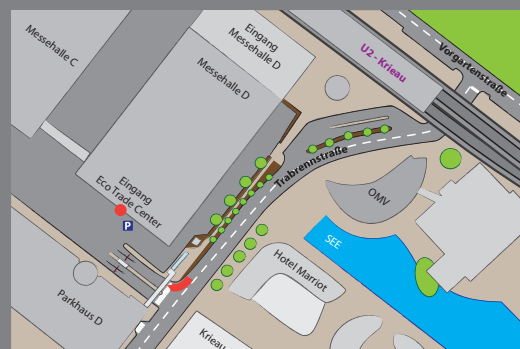 Messehalle C
Eingang
Messehalle D
Messehalle D
U2 - Krieau
Vorgartenstraße
Eingang
Eco Trade Center
P
Trabrennstraße
OMV
SEE
Hotel Marriot
Parkhaus D
Krieau